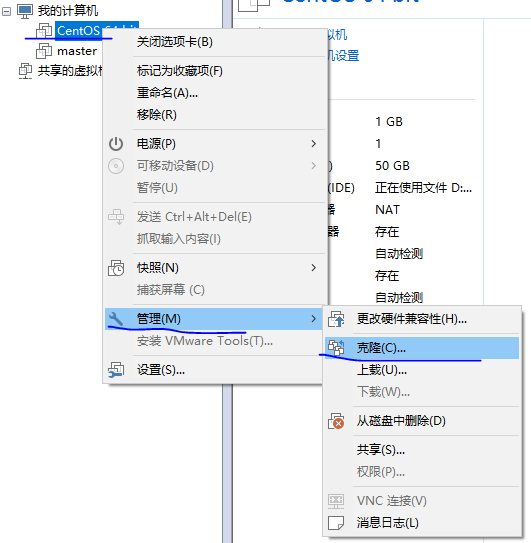 我的计算机
CentOS 64-bit
master
共享的虚拟机
CentOS 64-bit
拟机
机设置
1 GB
1
50 GB
(IDE) 正在使用文件 D:...
器 NAT
器 存在
自动检测
存在
自动检测
关闭选项卡(B)
标记为收藏项(F)
重命名(A)...
移除(R)
电源(P)
可移动设备(D)
暂停(U)
发送 Ctrl+Alt+Del(E)
抓取输入内容(I)
快照(N)
捕获屏幕 (C)
管理(M)
安装 VMware Tools(T)...
设置(S)...
更改硬件兼容性(H)...
克隆(C)...
上载(U)...
下载(W)...
从磁盘中删除(D)
共享(S)...
权限(P)...
VNC 连接(V)
消息日志(L)